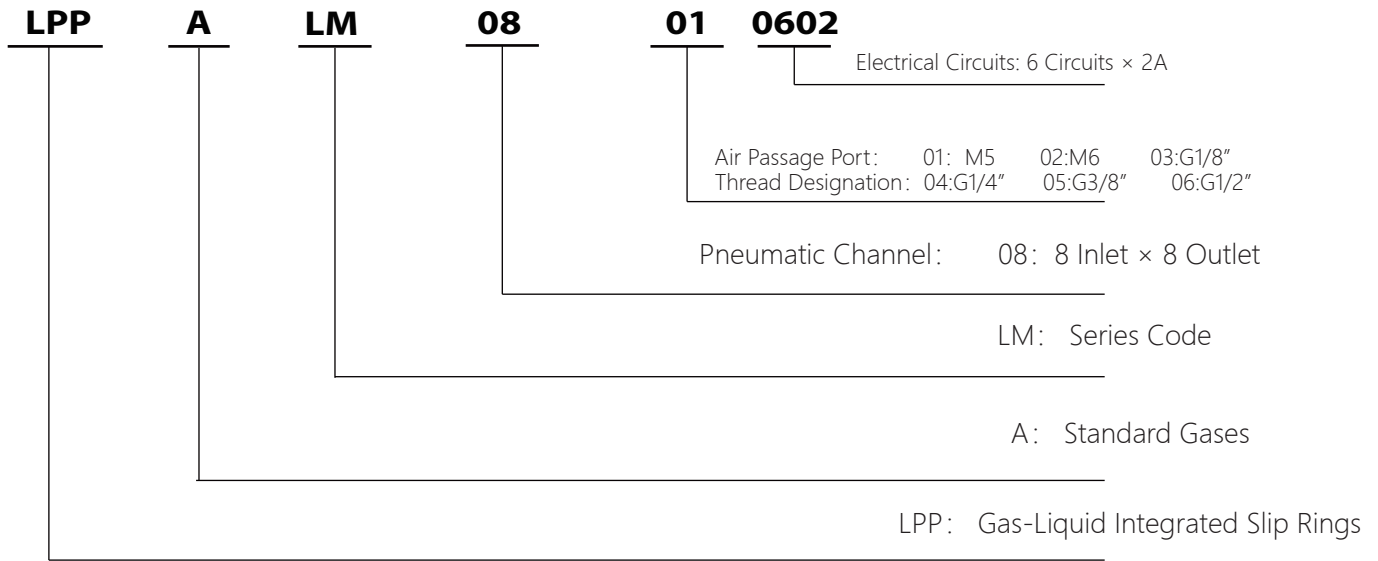 LPP A LM 08 01 0602
Electrical Circuits: 6 Circuits × 2A
Air Passage Port: 01: M5 02:M6 03:G1/8”
Thread Designation: 04:G1/4” 05:G3/8” 06:G1/2”
Pneumatic Channel: 08: 8 Inlet × 8 Outlet
LM: Series Code
A: Standard Gases
LPP: Gas-Liquid Integrated Slip Rings